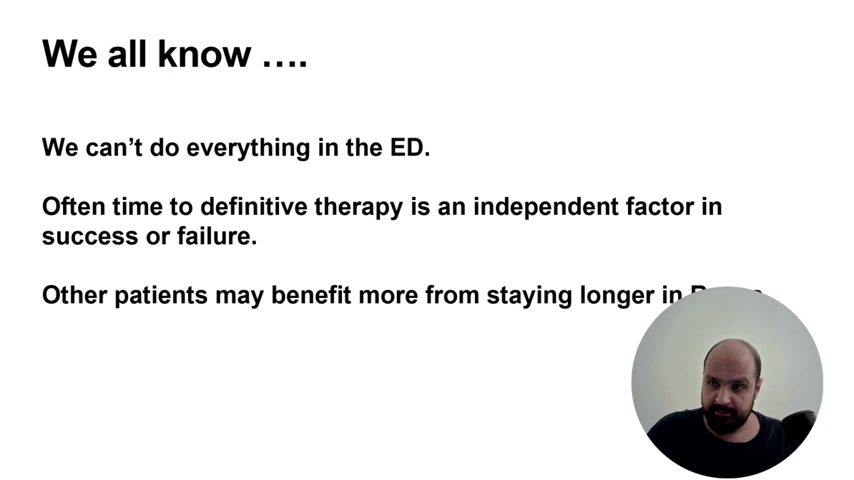 We all know ….
We can’t do everything in the ED.
Often time to definitive therapy is an independent factor in
success or failure.
Other patients may benefit more from staying longer in